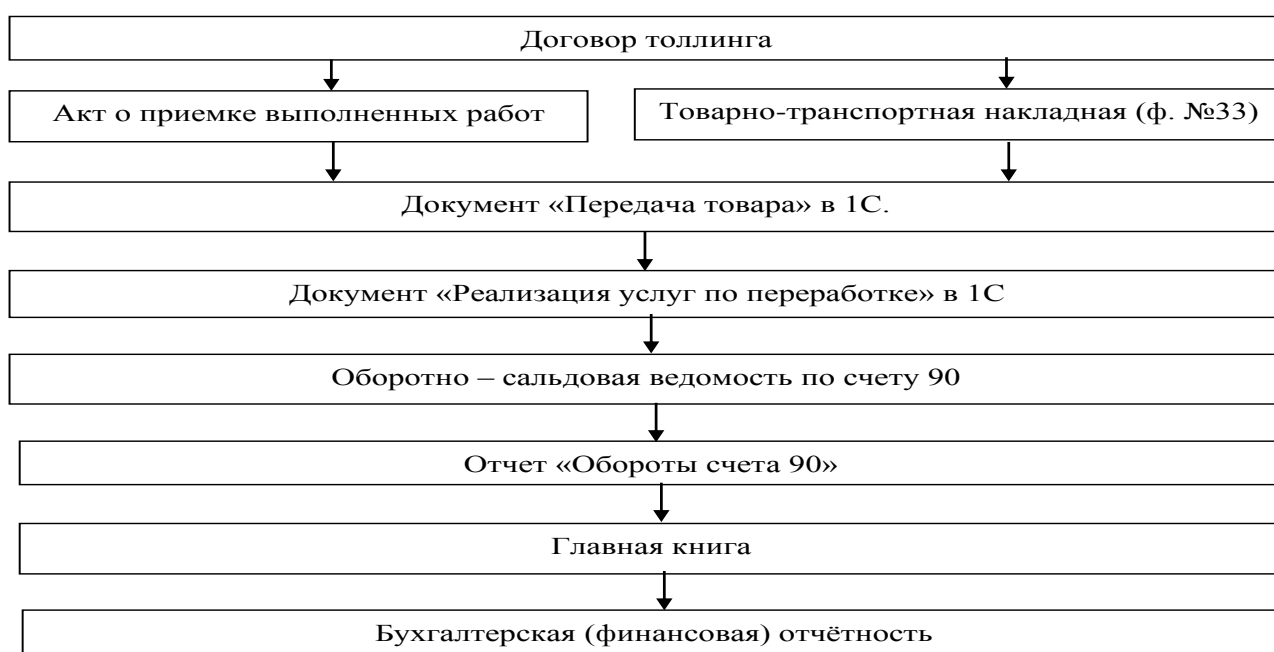 Договор толлинга
Акт о приемке выполненных работ
Товарно-транспортная накладная (ф. №33)
Документ «Передача товара» в 1С.
Документ «Реализация услуг по переработке» в 1С
Оборотно – сальдовая ведомость по счету 90
Отчет «Обороты счета 90»
Главная книга
Бухгалтерская (финансовая) отчётность